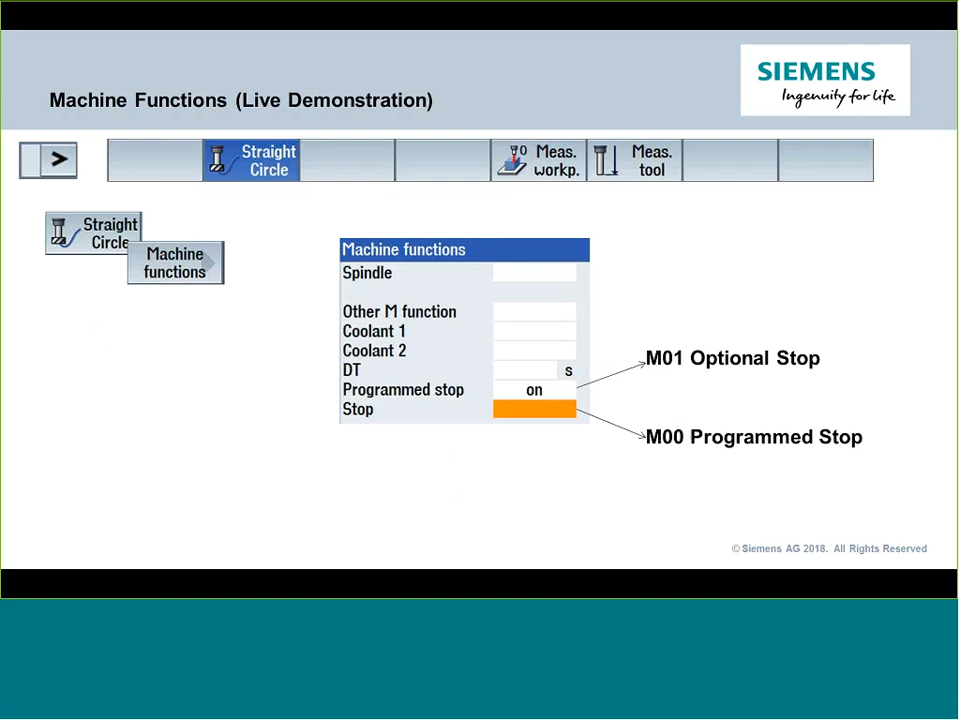 SIEMENS
Ingenuity for life
Machine Functions (Live Demonstration)
>
Straight
Circle
Meas.
workp.
Meas.
tool
Straight
Circle
Machine
functions
Machine functions
Spindle
Other M function
Coolant 1
Coolant 2
DT s
Programmed stop on
Stop
M01 Optional Stop
M00 Programmed Stop
© Siemens AG 2018. All Rights Reserved